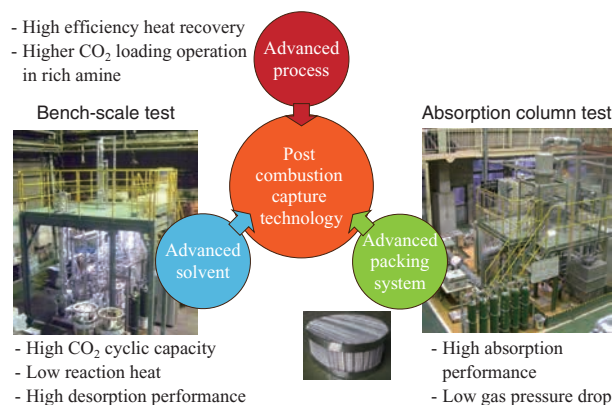 - High efficiency heat recovery
- Higher CO₂ loading operation
in rich amine
Advanced
process
Bench-scale test
Absorption column test
Post
combustion
capture
technology
Advanced
solvent
Advanced
packing
system
- High CO₂ cyclic capacity
- Low reaction heat
- High desorption performance
- High absorption
performance
- Low gas pressure drop